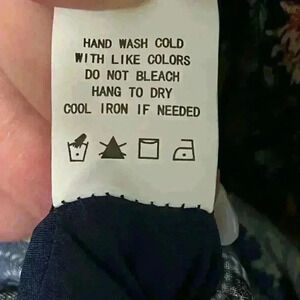 HAND WASH COLD
WITH LIKE COLORS
DO NOT BLEACH
HANG TO DRY
COOL IRON IF NEEDED